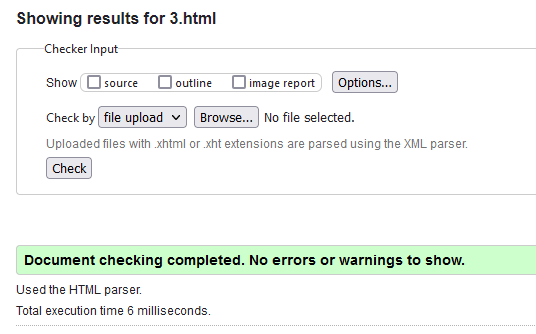 Showing results for 3.html
Checker Input
Show source outline image report Options...
Check by file upload Browse... No file selected.
Uploaded files with .xhtml or .xht extensions are parsed using the XML parser.
Check
Document checking completed. No errors or warnings to show.
Used the HTML parser.
Total execution time 6 milliseconds.